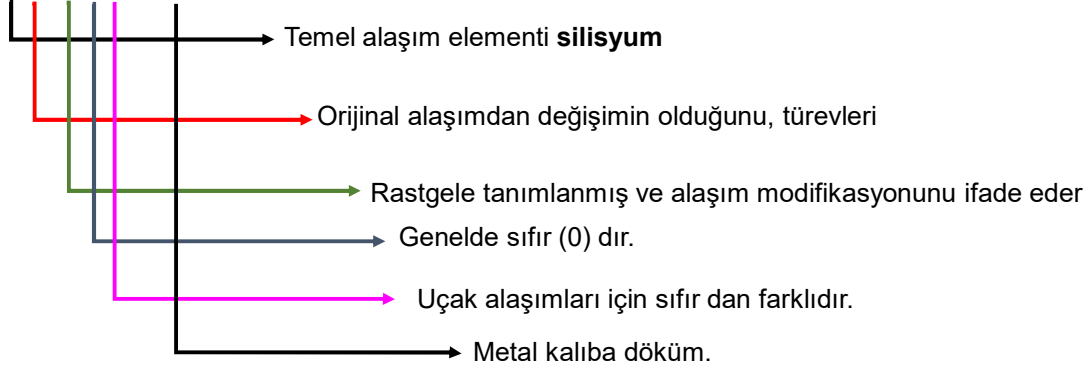 Temel alaşım elementi silisyum
Orijinal alaşımdan değişimin olduğunu, türevleri
Rastgele tanımlanmış ve alaşım modifikasyonunu ifade eder
Genelde sıfır (0) dır.
Uçak alaşımları için sıfır dan farklıdır.
Metal kalıba döküm.